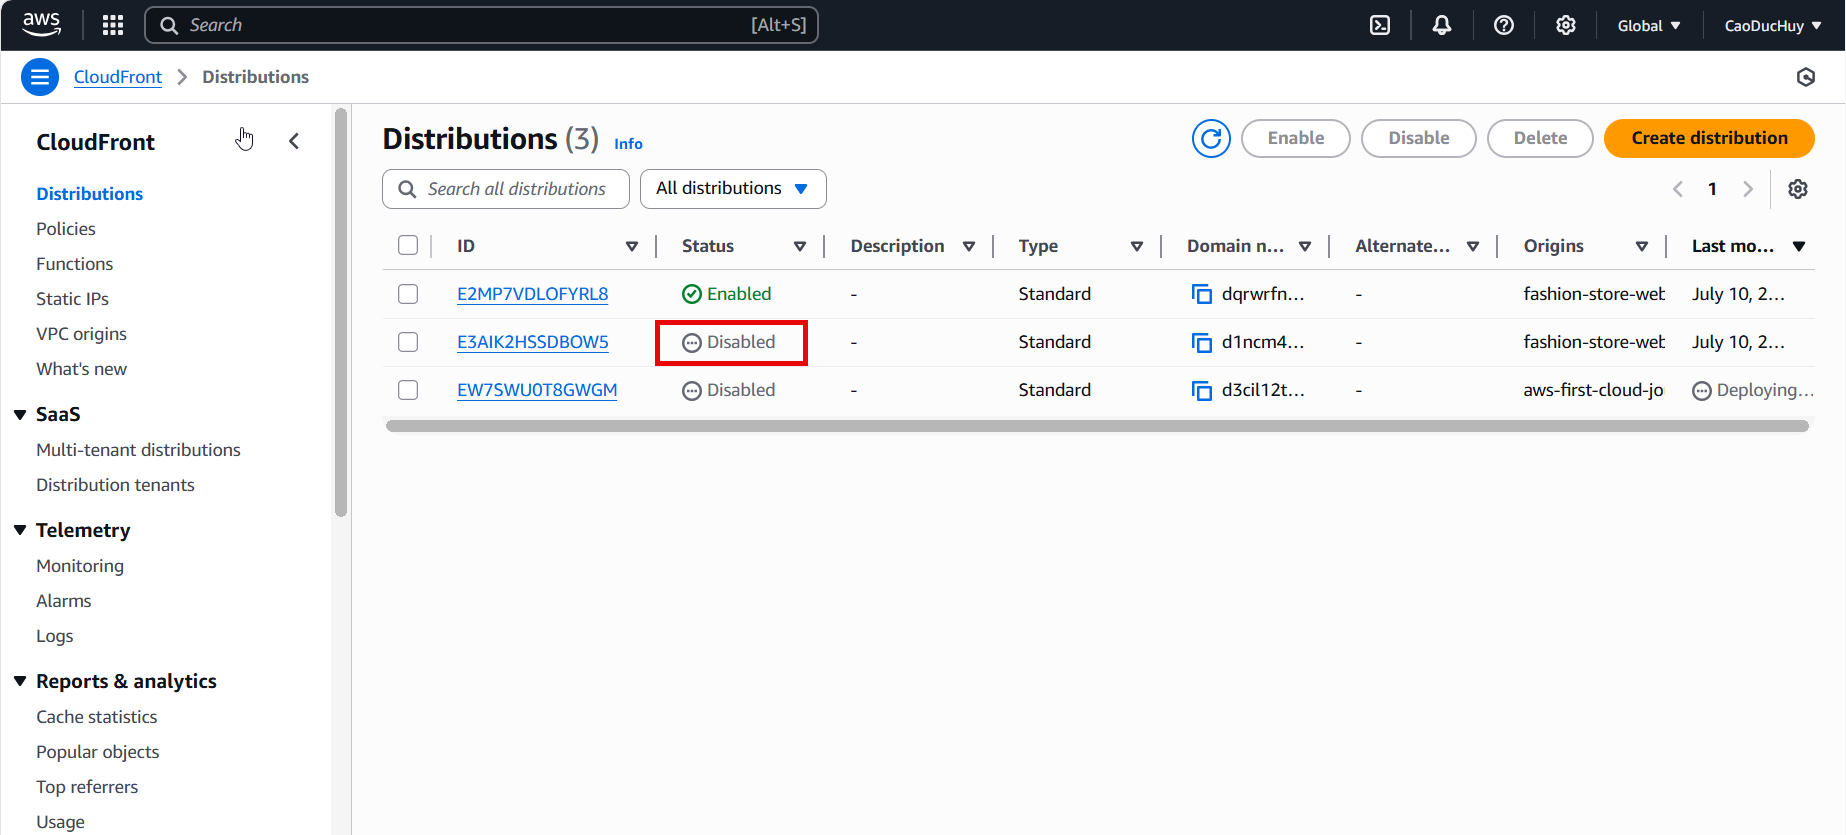 aws
Search
[Alt+S]
Global
CaoDucHuy
CloudFront
Distributions
CloudFront
Distributions
Policies
Functions
Static IPs
VPC origins
What's new
SaaS
Multi-tenant distributions
Distribution tenants
Telemetry
Monitoring
Alarms
Logs
Reports & analytics
Cache statistics
Popular objects
Top referrers
Usage
Distributions (3) Info
Enable
Disable
Delete
Create distribution
Search all distributions
All distributions
1
ID Status Description Type Domain n... Alternate... Origins Last mo...
E2MP7VDLOFYRL8 Enabled - Standard dqrwrfn... - fashion-store-web July 10, 2...
E3AIK2HSSDBOW5 Disabled - Standard d1ncm4... - fashion-store-web July 10, 2...
EW7SWU0T8GWGM Disabled - Standard d3cil12t... - aws-first-cloud-jo Deploying...